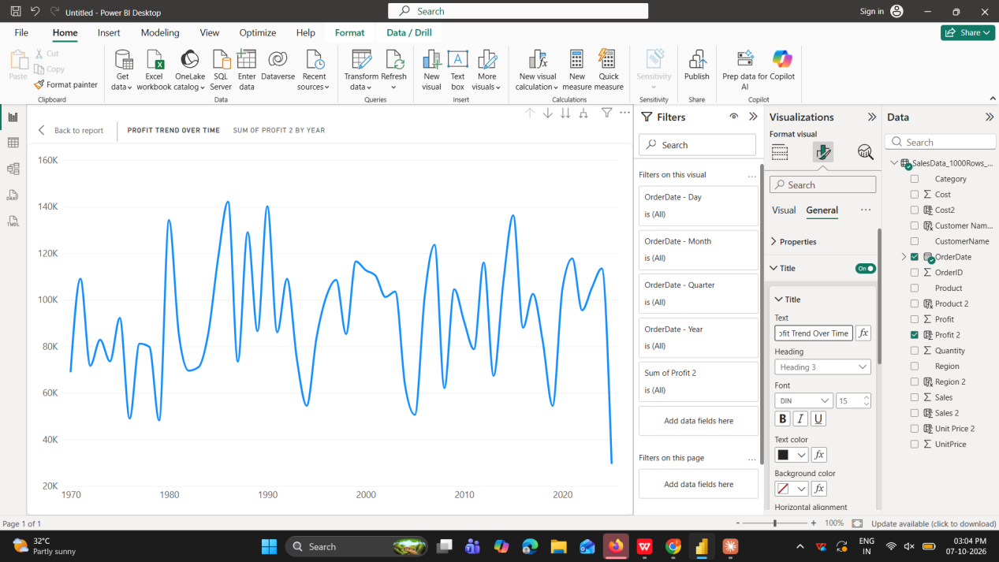 Untitled - Power BI Desktop
Search
Sign in
File
Home
Insert
Modeling
View
Optimize
Help
Format
Data / Drill
Share
Paste
Cut
Copy
Format painter
Clipboard
Get data
Excel workbook
OneLake catalog
SQL Server
Enter data
Dataverse
Recent sources
Data
Transform data
Refresh
Queries
New visual
Text box
More visuals
Insert
New visual calculation
New measure
Quick measure
Calculations
Sensitivity
Sensitivity
Publish
Share
Prep data for AI
Copilot
Copilot
Back to report
PROFIT TREND OVER TIME
SUM OF PROFIT 2 BY YEAR
160K
140K
120K
100K
80K
60K
40K
20K
1970
1980
1990
2000
2010
2020
DAX
TMDL
Filters
Search
Filters on this visual
OrderDate - Day
is (All)
OrderDate - Month
is (All)
OrderDate - Quarter
is (All)
OrderDate - Year
is (All)
Sum of Profit 2
is (All)
Add data fields here
Filters on this page
Add data fields here
Visualizations
Format visual
Search
Visual
General
Properties
Title
On
Title
Text
ofit Trend Over Time
fx
Heading
Heading 3
Font
DIN
15
B
I
U
Text color
fx
Background color
fx
Horizontal alignment
Data
Search
SalesData_1000Rows_...
Category
Cost
Cost2
Customer Nam...
CustomerName
OrderDate
OrderID
Product
Product 2
Profit
Profit 2
Quantity
Region
Region 2
Sales
Sales 2
Unit Price 2
UnitPrice
Page 1 of 1
100%
Update available (click to download)
32°C
Partly sunny
Search
ENG
IN
03:04 PM
07-10-2026